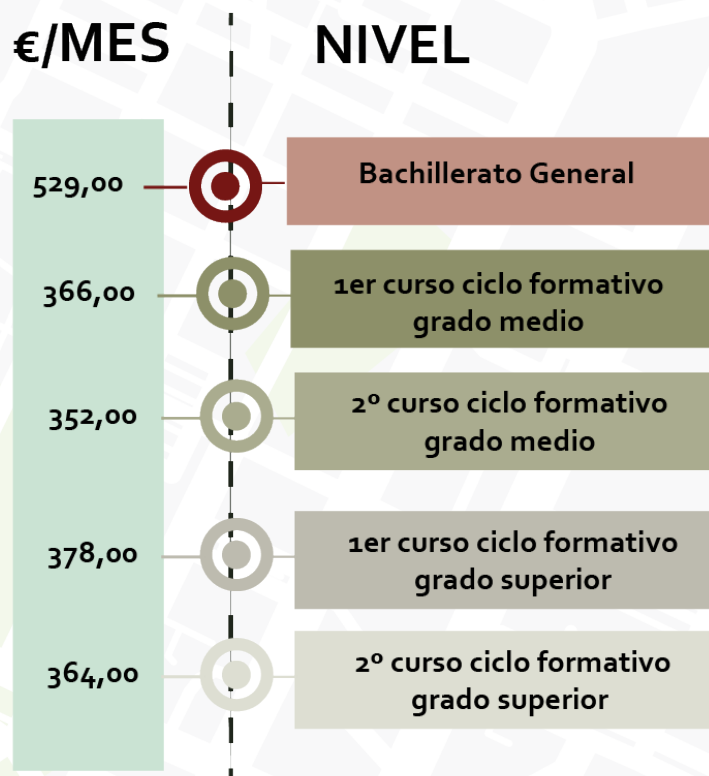 €/MES NIVEL
529,00 Bachillerato General
366,00 1er curso ciclo formativo
grado medio
352,00 2º curso ciclo formativo
grado medio
378,00 1er curso ciclo formativo
grado superior
364,00 2º curso ciclo formativo
grado superior